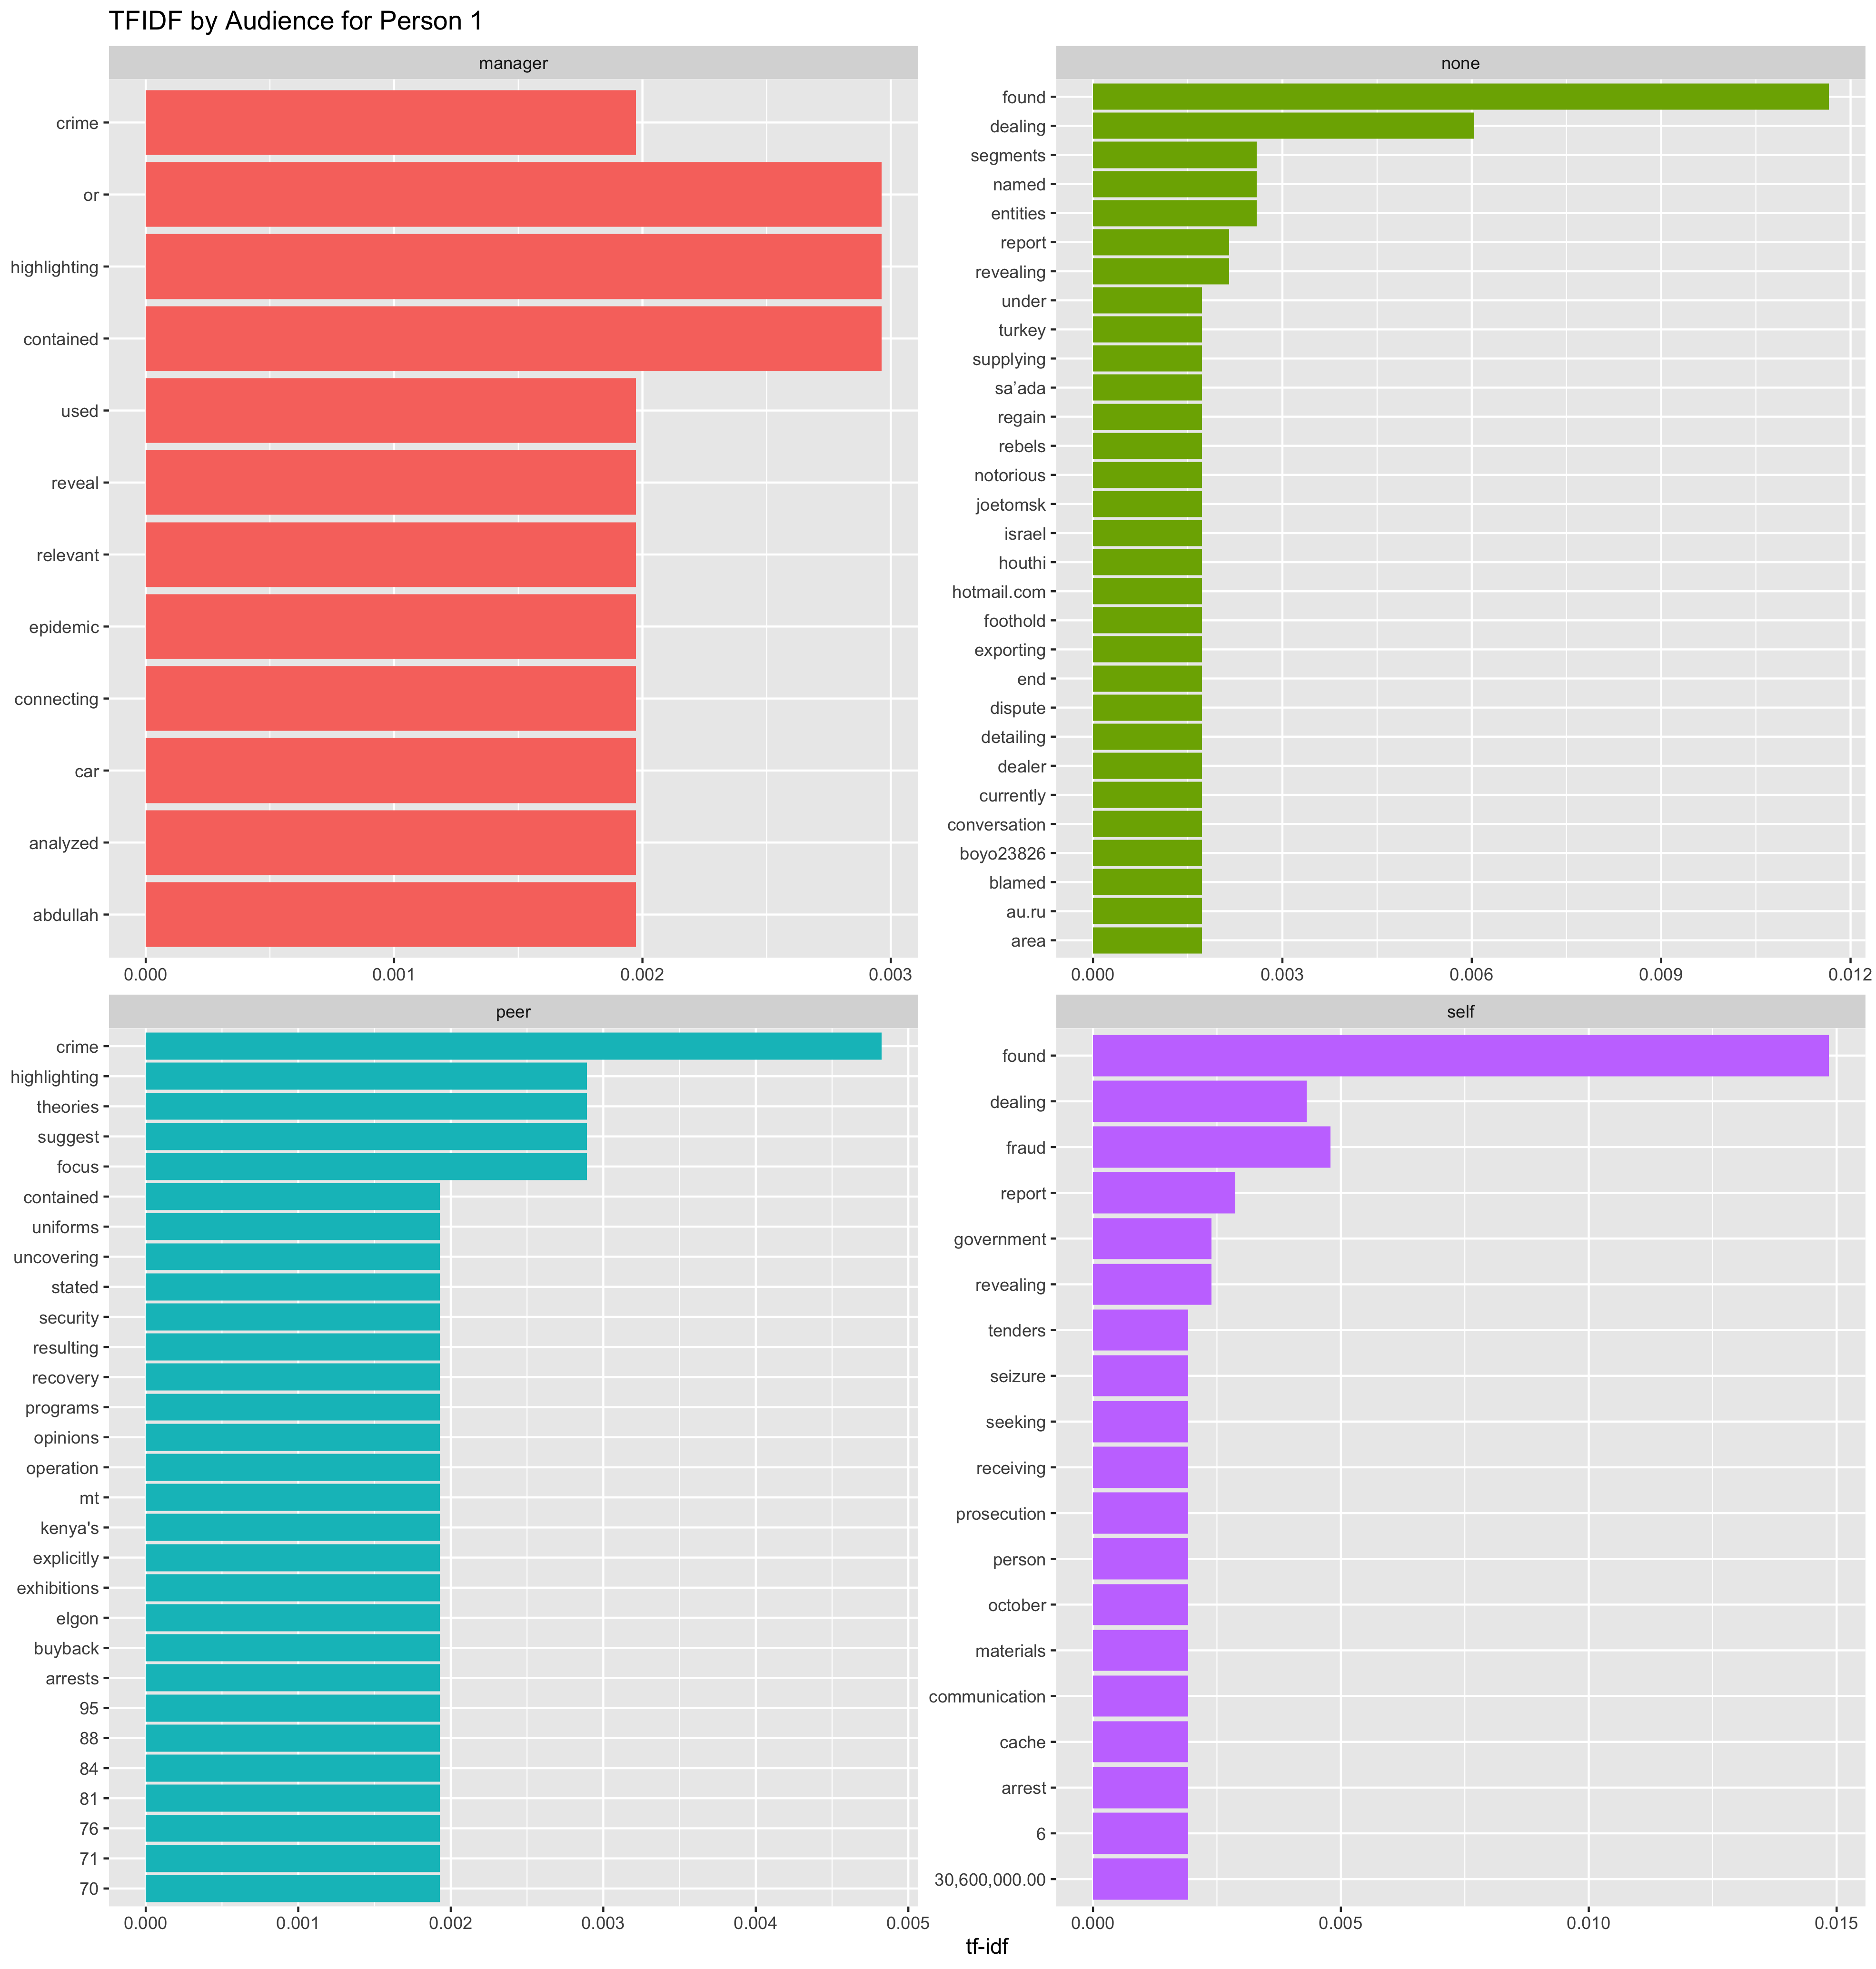 TFIDF by Audience for Person 1
manager
crime
or
highlighting
contained
used
reveal
relevant
epidemic
connecting
car
analyzed
abdullah
0.000 0.001 0.002 0.003
none
found
dealing
segments
named
entities
report
revealing
under
turkey
supplying
sa’ada
regain
rebels
notorious
joetomsk
israel
houthi
hotmail.com
foothold
exporting
end
dispute
detailing
dealer
currently
conversation
boyo23826
blamed
au.ru
area
0.000 0.003 0.006 0.009 0.012
peer
crime
highlighting
theories
suggest
focus
contained
uniforms
uncovering
stated
security
resulting
recovery
programs
opinions
operation
mt
kenya's
explicitly
exhibitions
elgon
buyback
arrests
95
88
84
81
76
71
70
0.000 0.001 0.002 0.003 0.004 0.005
self
found
dealing
fraud
report
government
revealing
tenders
seizure
seeking
receiving
prosecution
person
october
materials
communication
cache
arrest
6
30,600,000.00
0.000 0.005 0.010 0.015
tf-idf